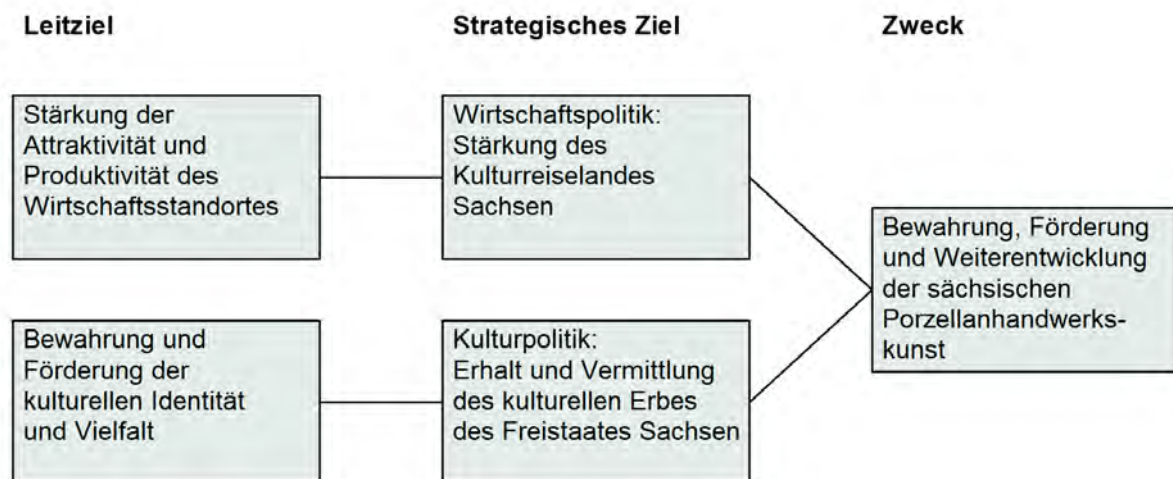 Leitziel
Strategisches Ziel
Zweck
Stärkung der
Attraktivität und
Produktivität des
Wirtschaftsstandortes
Wirtschaftspolitik:
Stärkung des
Kulturreiselandes
Sachsen
Bewahrung und
Förderung der
kulturellen Identität
und Vielfalt
Kulturpolitik:
Erhalt und Vermittlung
des kulturellen Erbes
des Freistaates Sachsen
Bewahrung, Förderung
und Weiterentwicklung
der sächsischen
Porzellanhandwerks-
kunst